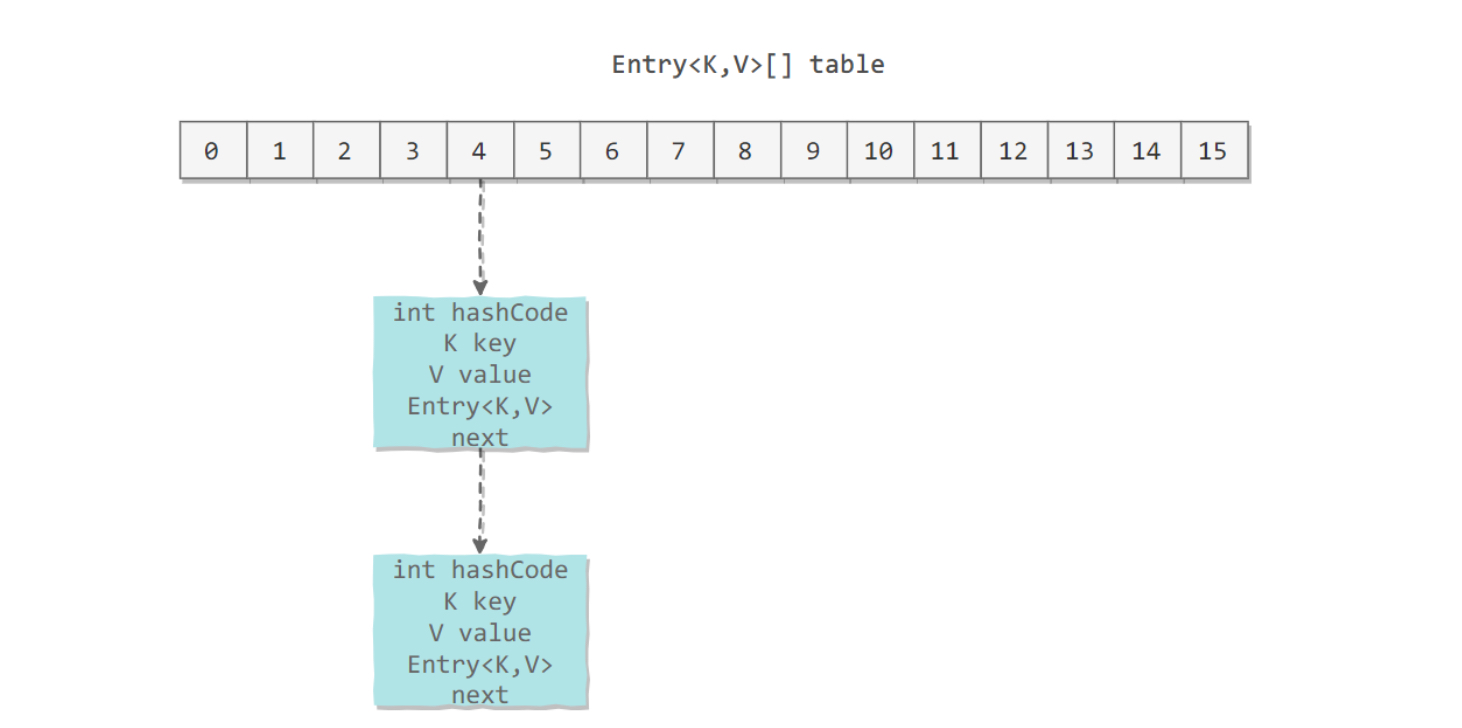 Entry<K,V>[] table
0 1 2 3 4 5 6 7 8 9 10 11 12 13 14 15
int hashCode
K key
V value
Entry<K,V>
next
int hashCode
K key
V value
Entry<K,V>
next